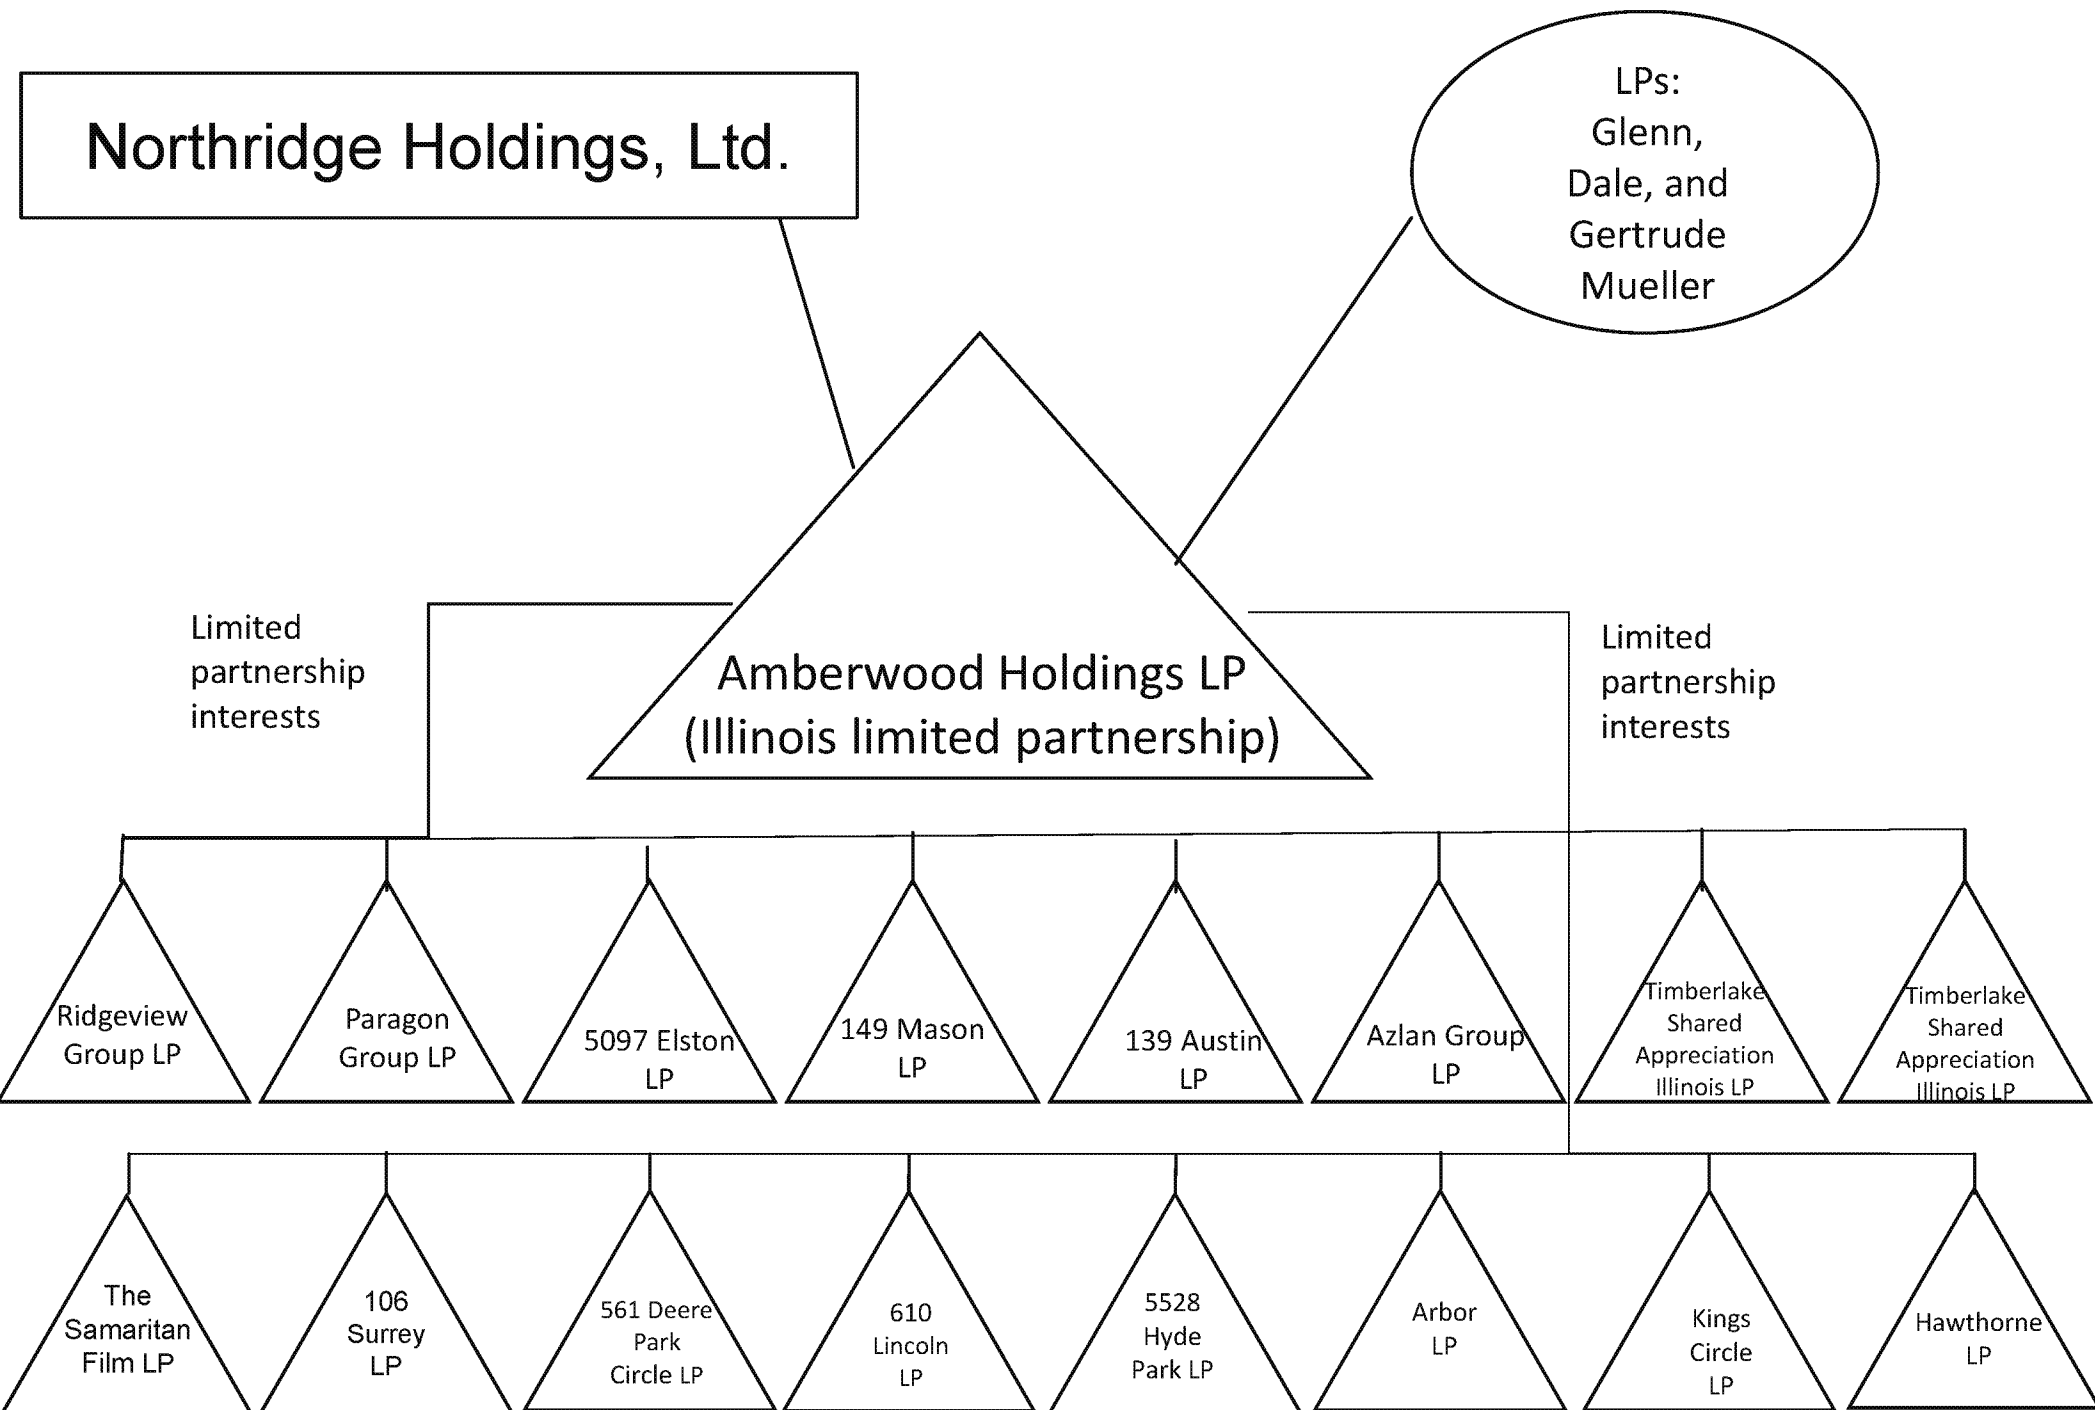 Northridge Holdings, Ltd.
LPs:
Glenn,
Dale, and
Gertrude
Mueller
Limited
partnership
interests
Amberwood Holdings LP
(Illinois limited partnership)
Limited
partnership
interests
Ridgeview
Group LP
Paragon
Group LP
5097 Elston
LP
149 Mason
LP
139 Austin
LP
Azlan Group
LP
Timberlake
Shared
Appreciation
Illinois LP
Timberlake
Shared
Appreciation
Illinois LP
The
Samaritan
Film LP
106
Surrey
LP
561 Deere
Park
Circle LP
610
Lincoln
LP
5528
Hyde
Park LP
Arbor
LP
Kings
Circle
LP
Hawthorne
LP